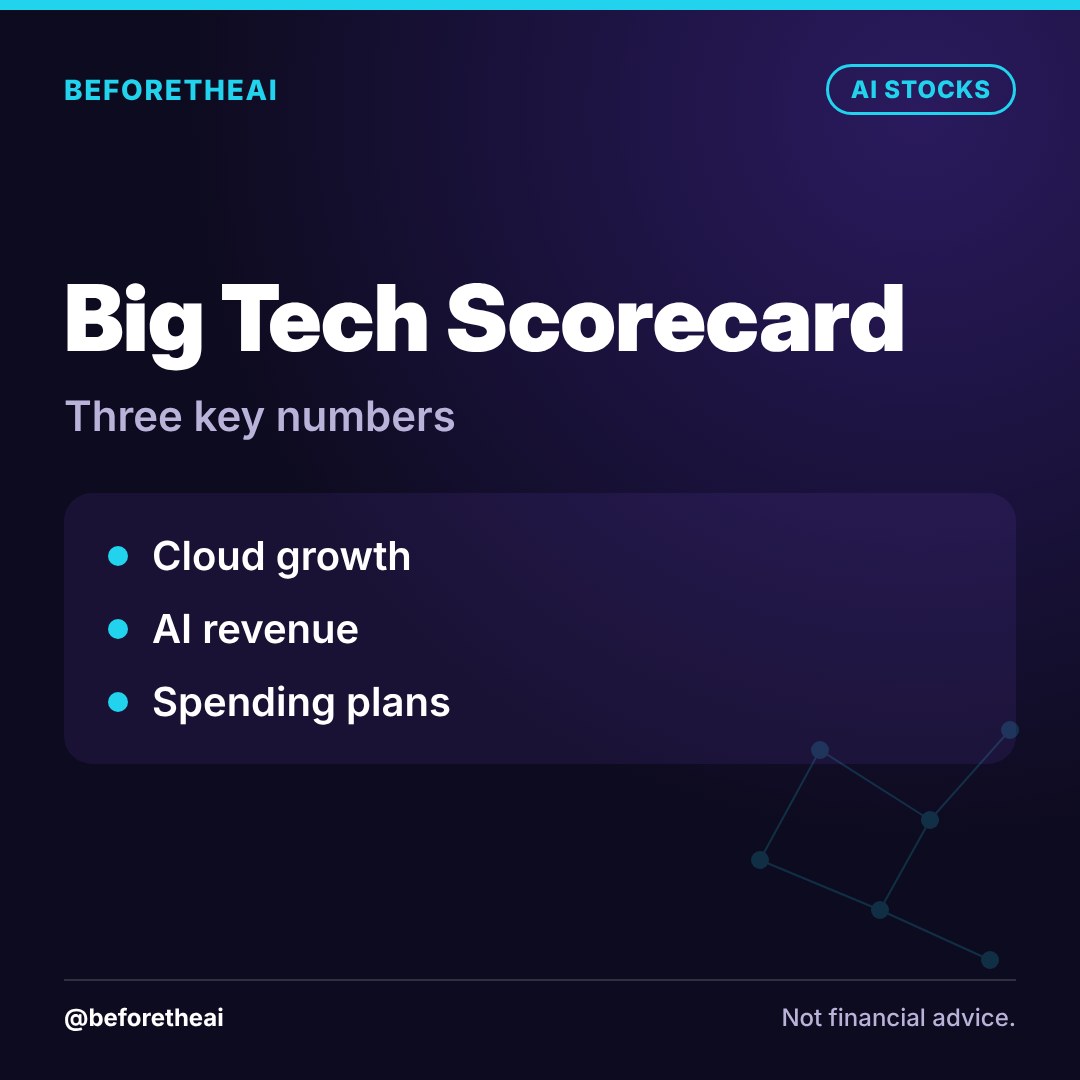 BEFORETHEAI
AI STOCKS
Big Tech Scorecard
Three key numbers
Cloud growth
AI revenue
Spending plans
@beforetheai
Not financial advice.